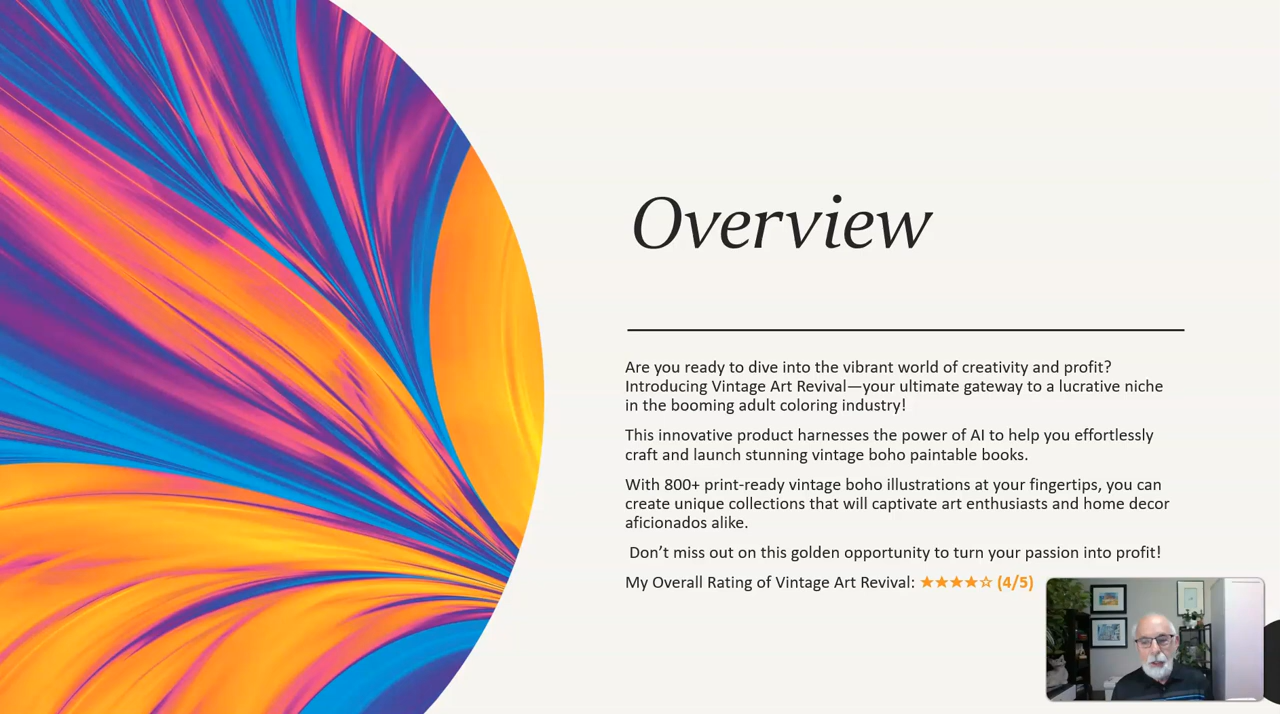 Overview
Are you ready to dive into the vibrant world of creativity and profit?
Introducing Vintage Art Revival—your ultimate gateway to a lucrative niche
in the booming adult coloring industry!
This innovative product harnesses the power of AI to help you effortlessly
craft and launch stunning vintage boho paintable books.
With 800+ print-ready vintage boho illustrations at your fingertips, you can
create unique collections that will captivate art enthusiasts and home decor
aficionados alike.
Don’t miss out on this golden opportunity to turn your passion into profit!
My Overall Rating of Vintage Art Revival: ★★★★☆ (4/5)